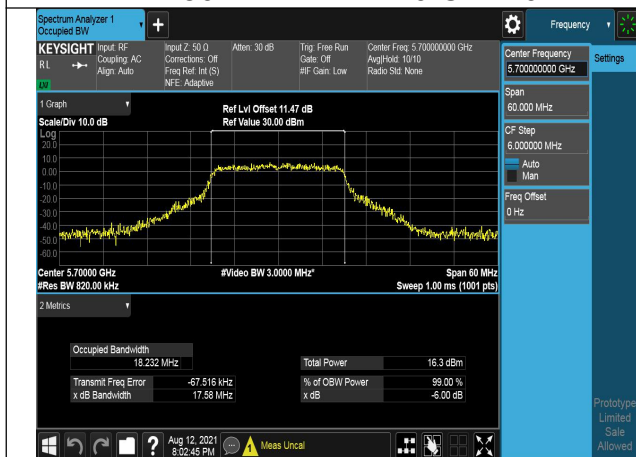 Spectrum Analyzer 1
Occupied BW
+
Frequency
KEYSIGHT
RL
LXI
Input: RF
Coupling: AC
Align: Auto
Input Z: 50 Ω
Corrections: Off
Freq Ref: Int (S)
NFE: Adaptive
Atten: 30 dB
Trig: Free Run
Gate: Off
#IF Gain: Low
Center Freq: 5.700000000 GHz
Avg|Hold: 10/10
Radio Std: None
Center Frequency
5.700000000 GHz
Settings
Span
60.000 MHz
CF Step
6.000000 MHz
Auto
Man
Freq Offset
0 Hz
1 Graph
Scale/Div 10.0 dB
Ref Lvl Offset 11.47 dB
Ref Value 30.00 dBm
Log
20.0
10.0
0.00
-10.0
-20.0
-30.0
-40.0
-50.0
-60.0
Center 5.70000 GHz
#Res BW 820.00 kHz
#Video BW 3.0000 MHz*
Span 60 MHz
Sweep 1.00 ms (1001 pts)
2 Metrics
Occupied Bandwidth
18.232 MHz
Total Power 16.3 dBm
Transmit Freq Error -67.516 kHz
% of OBW Power 99.00 %
x dB Bandwidth 17.58 MHz
x dB -6.00 dB
Prototype
Limited
Sale
Allowed
?
Aug 12, 2021
8:02:45 PM
Meas Uncal